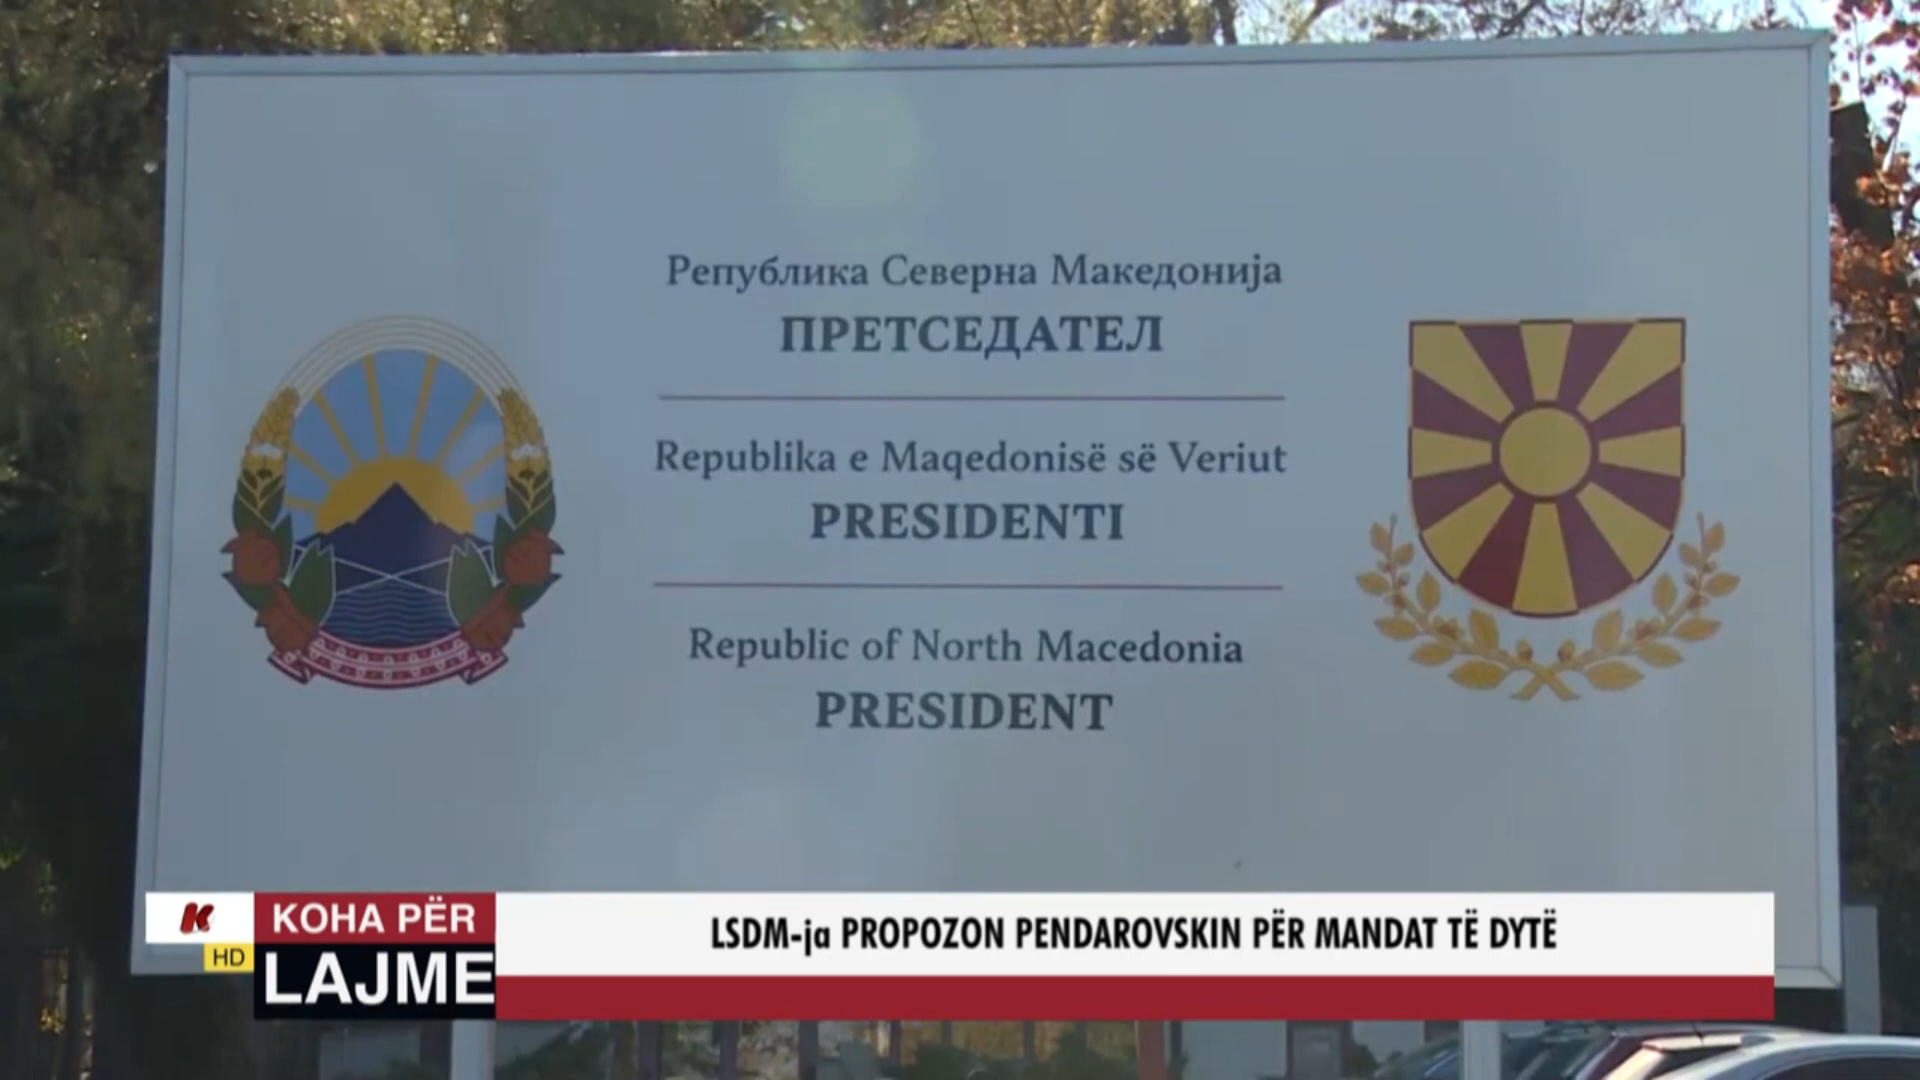 Република Северна Македонија
ПРЕТСЕДАТЕЛ
Republika e Maqedonisë së Veriut
PRESIDENTI
Republic of North Macedonia
PRESIDENT
K
HD
KOHA PËR
LAJME
LSDM-ja PROPOZON PENDAROVSKIN PËR MANDAT TË DYTË